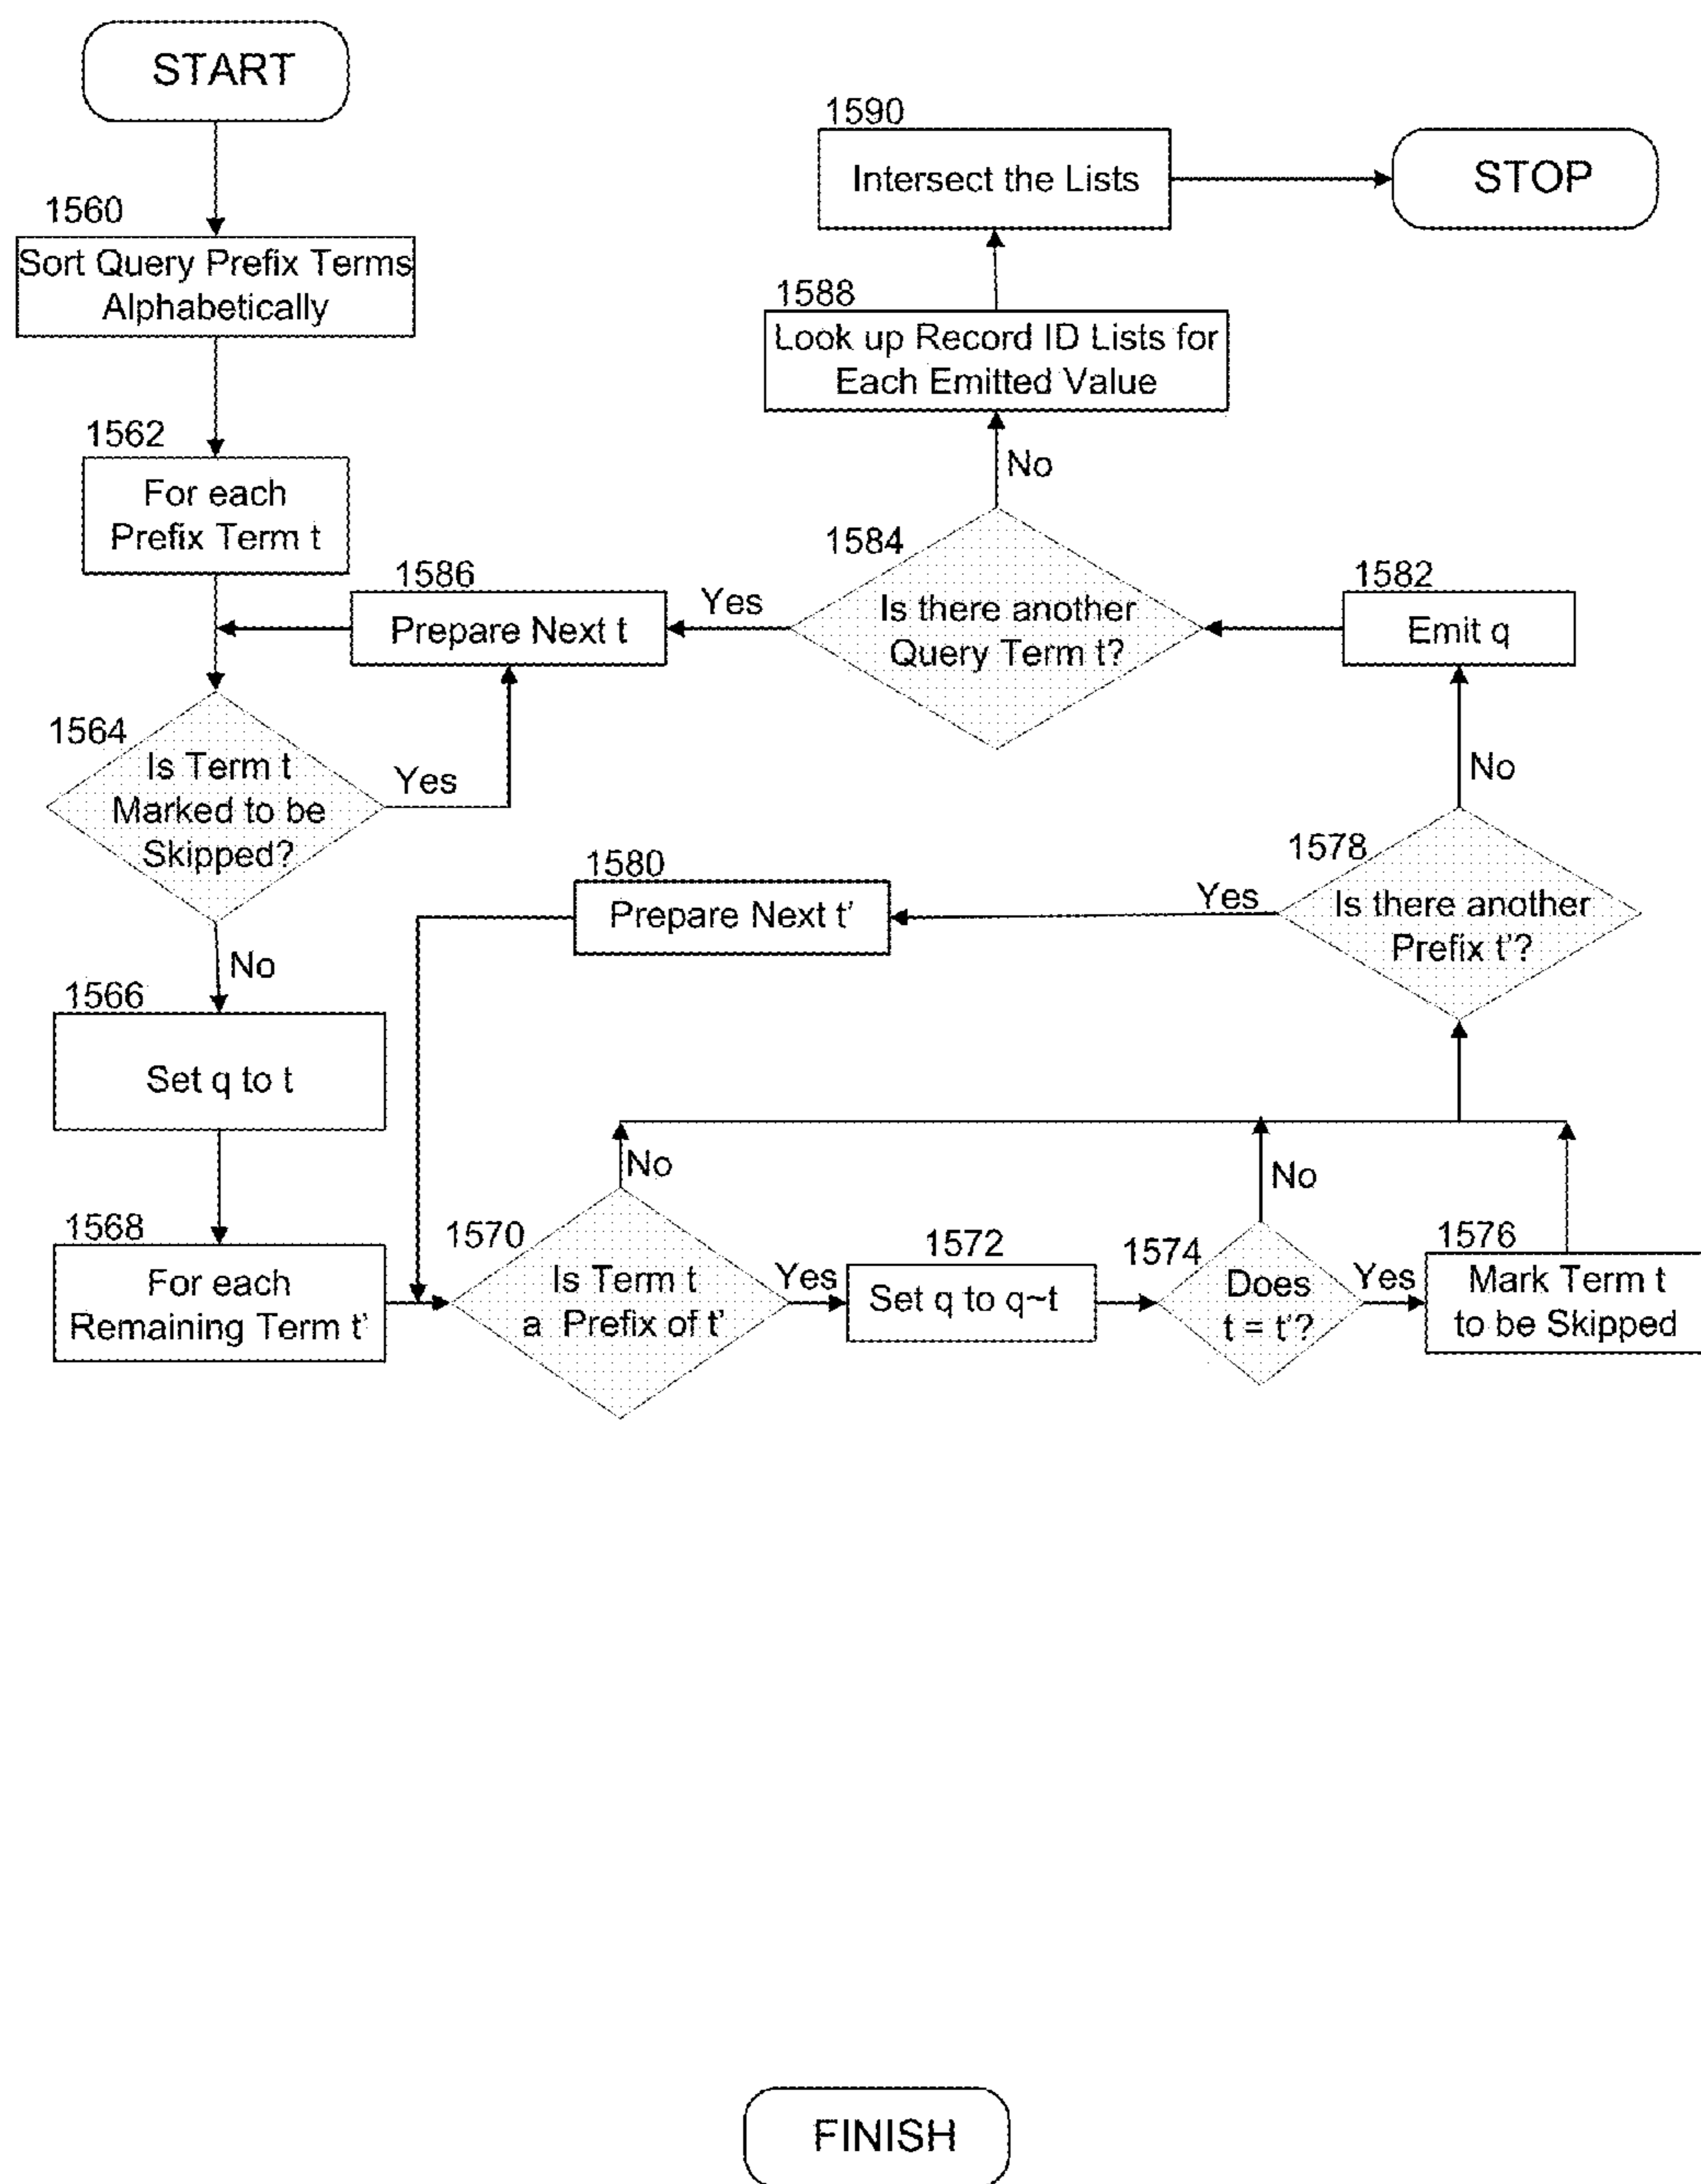 START
1560
Sort Query Prefix Terms
Alphabetically
1562
For each
Prefix Term t
1564
Is Term t
Marked to be
Skipped?
Yes
No
1566
Set q to t
1568
For each
Remaining Term t'
1570
Is Term t
a Prefix of t'
No
Yes
1572
Set q to q~t
1574
Does
t = t'?
No
Yes
1576
Mark Term t
to be Skipped
1578
Is there another
Prefix t'?
Yes
No
1580
Prepare Next t'
1582
Emit q
1584
Is there another
Query Term t?
Yes
No
1586
Prepare Next t
1588
Look up Record ID Lists for
Each Emitted Value
1590
Intersect the Lists
STOP
FINISH